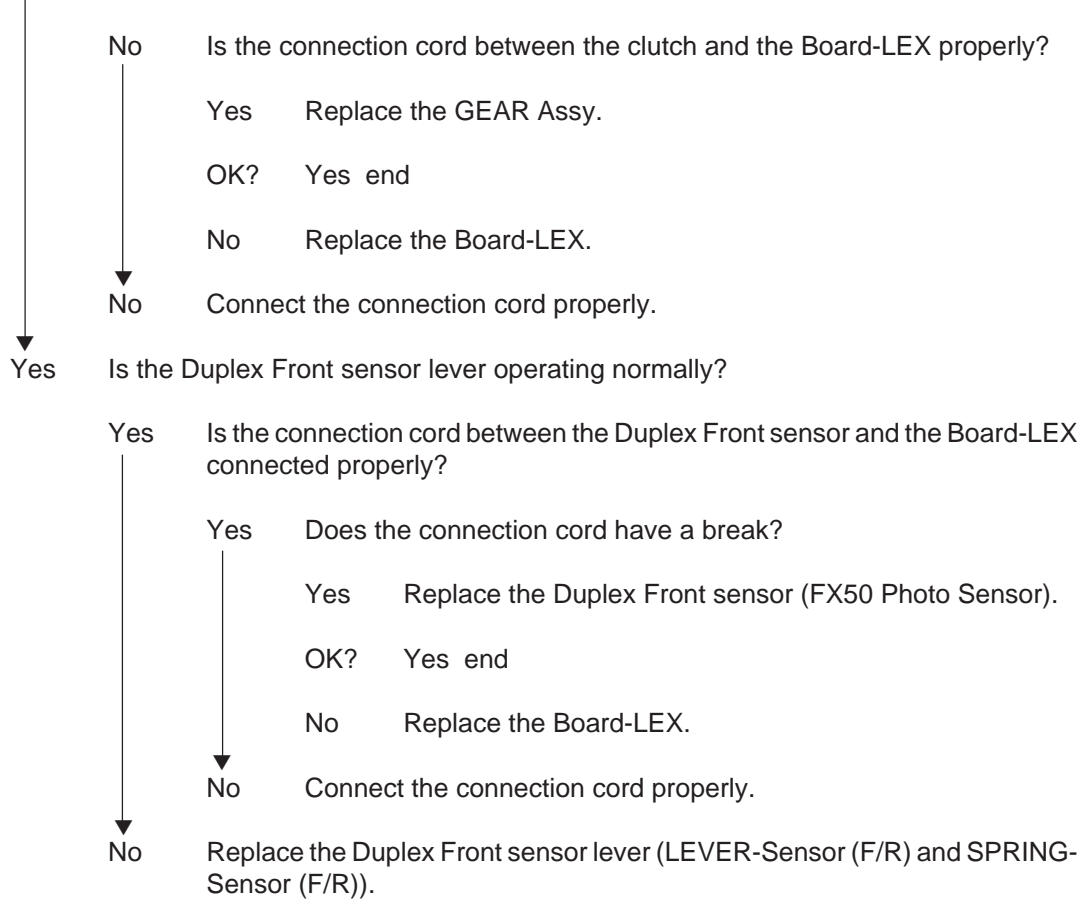 No Is the connection cord between the clutch and the Board-LEX properly?
Yes Replace the GEAR Assy.
OK? Yes end
No Replace the Board-LEX.
No Connect the connection cord properly.
Yes Is the Duplex Front sensor lever operating normally?
Yes Is the connection cord between the Duplex Front sensor and the Board-LEX
connected properly?
Yes Does the connection cord have a break?
Yes Replace the Duplex Front sensor (FX50 Photo Sensor).
OK? Yes end
No Replace the Board-LEX.
No Connect the connection cord properly.
No Replace the Duplex Front sensor lever (LEVER-Sensor (F/R) and SPRING-
Sensor (F/R)).